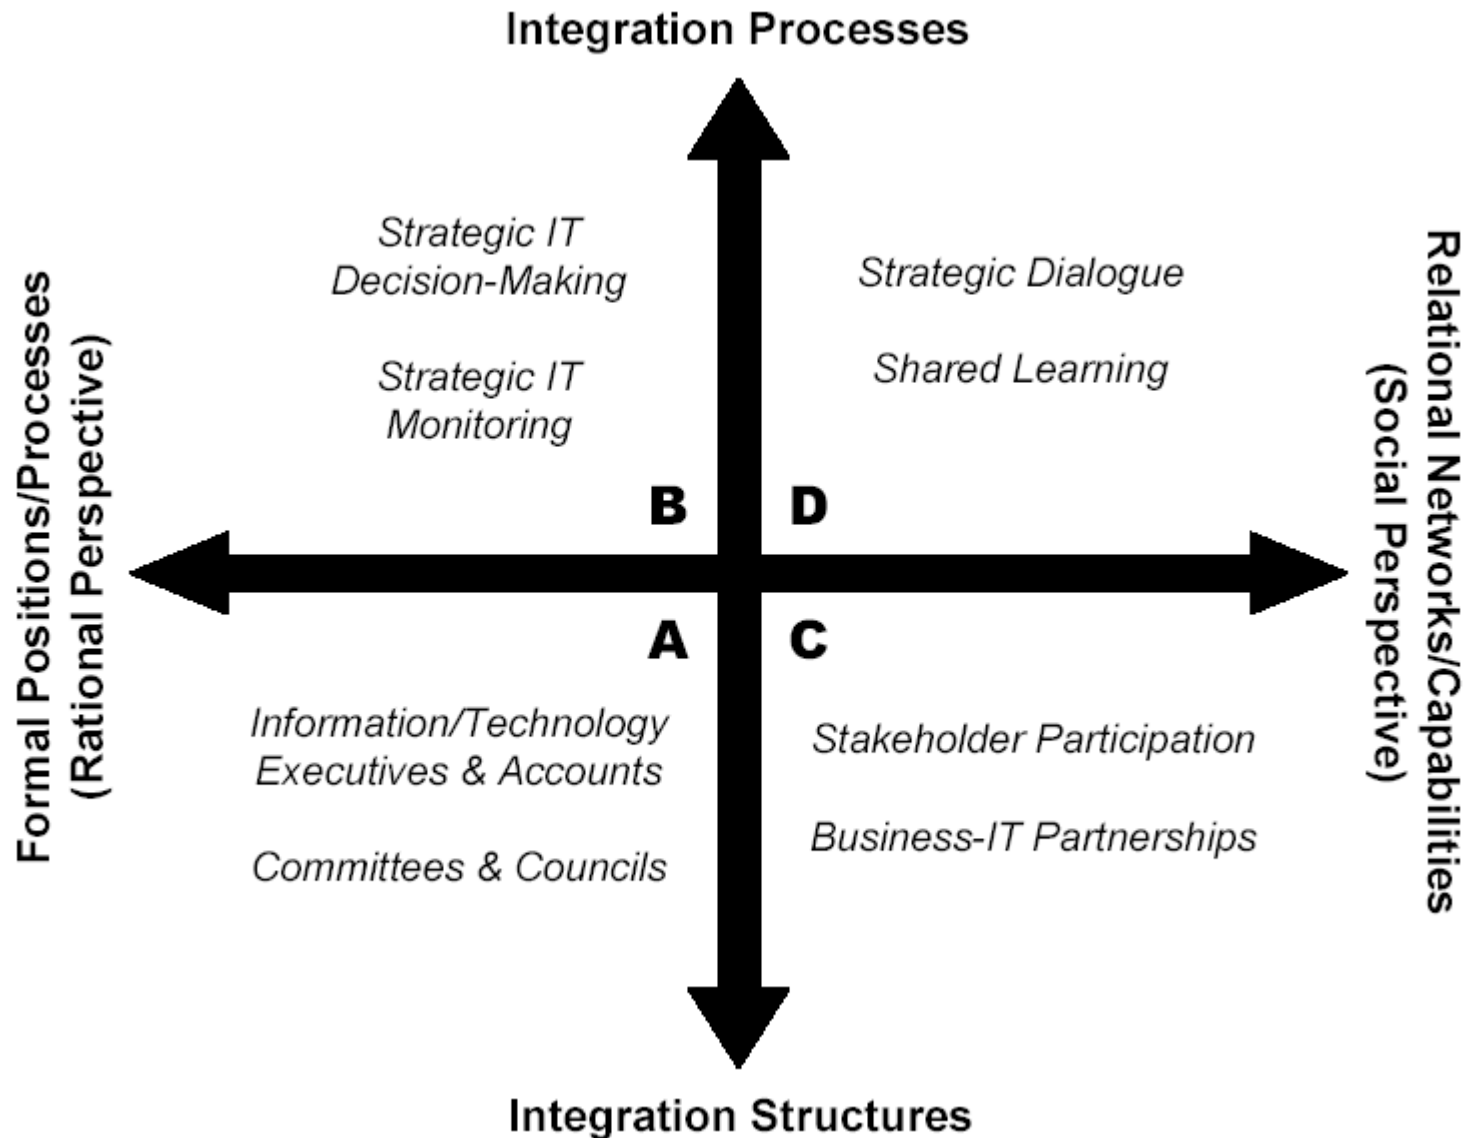 Integration Processes
Formal Positions/Processes
(Rational Perspective)
Strategic IT
Decision-Making
Strategic IT
Monitoring
B
Strategic Dialogue
Shared Learning
D
A
Information/Technology
Executives & Accounts
Committees & Councils
C
Stakeholder Participation
Business-IT Partnerships
Relational Networks/Capabilities
(Social Perspective)
Integration Structures